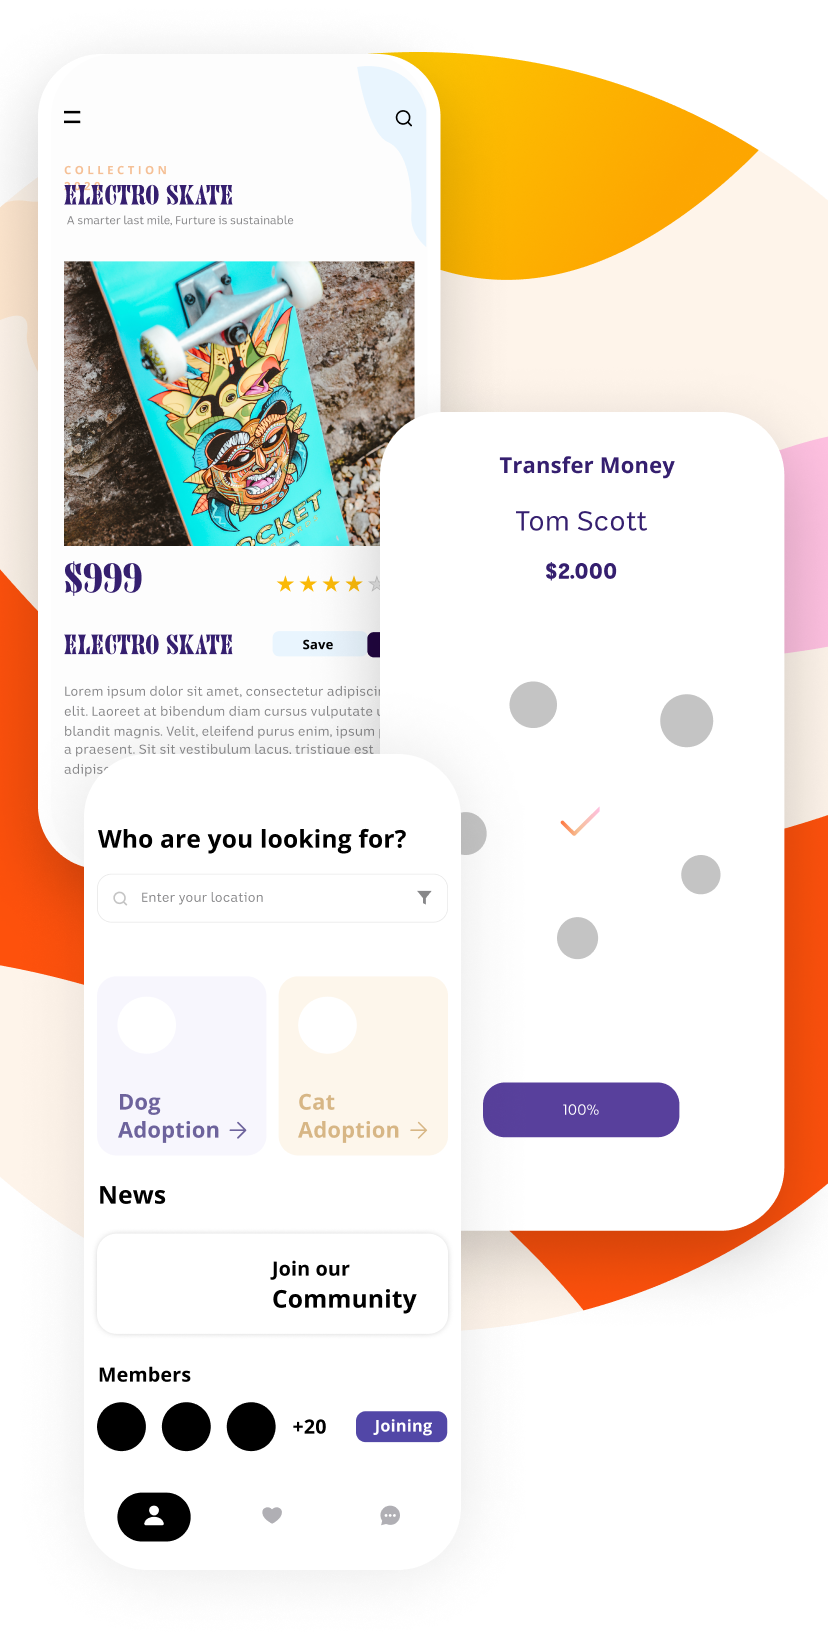 COLLECTION
ELECTRO SKATE
A smarter last mile, Furture is sustainable
OCKET
$999
ELECTRO SKATE
Save
Lorem ipsum dolor sit amet, consectetur adipiscin
elit. Laoreet at bibendum diam cursus vulputate u
blandit magnis. Velit, eleifend purus enim, ipsum
a praesent. Sit sit vestibulum lacus, tristique est
adipisc
Transfer Money
Tom Scott
$2.000
100%
Who are you looking for?
Enter your location
Dog
Adoption
Cat
Adoption
News
Join our
Community
Members
+20
Joining